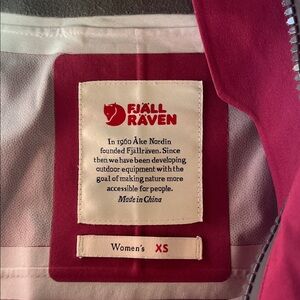 FJÄLL
RÄVEN
In 1960 Åke Nordin
founded Fjällräven. Since
then we have been developing
outdoor equipment with the
goal of making nature more
accessible for people.
Made in China
Women's XS